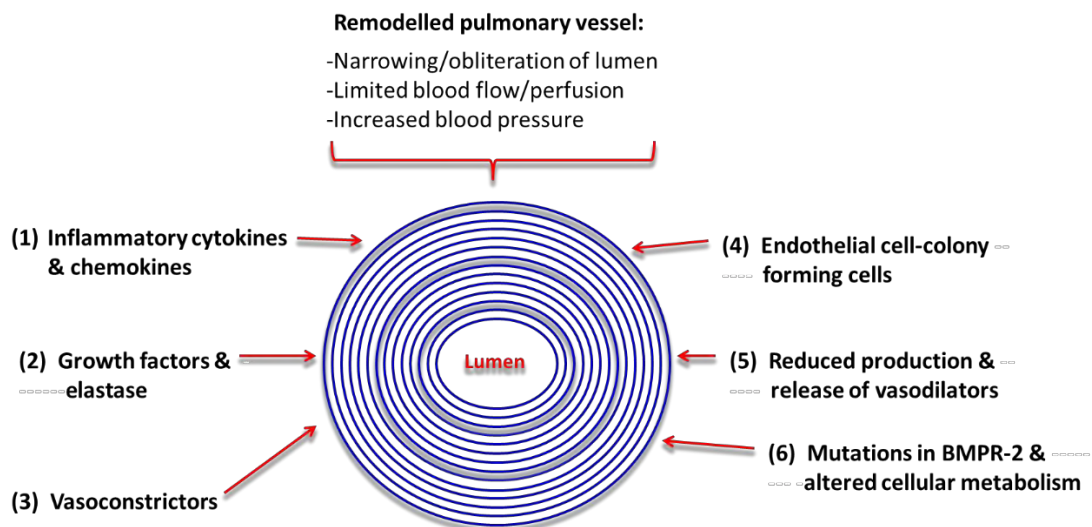 Remodelled pulmonary vessel:
-Narrowing/obliteration of lumen
-Limited blood flow/perfusion
-Increased blood pressure
(1) Inflammatory cytokines
& chemokines
(2) Growth factors &
elastase
(3) Vasoconstrictors
Lumen
(4) Endothelial cell-colony
forming cells
(5) Reduced production &
release of vasodilators
(6) Mutations in BMPR-2 &
altered cellular metabolism